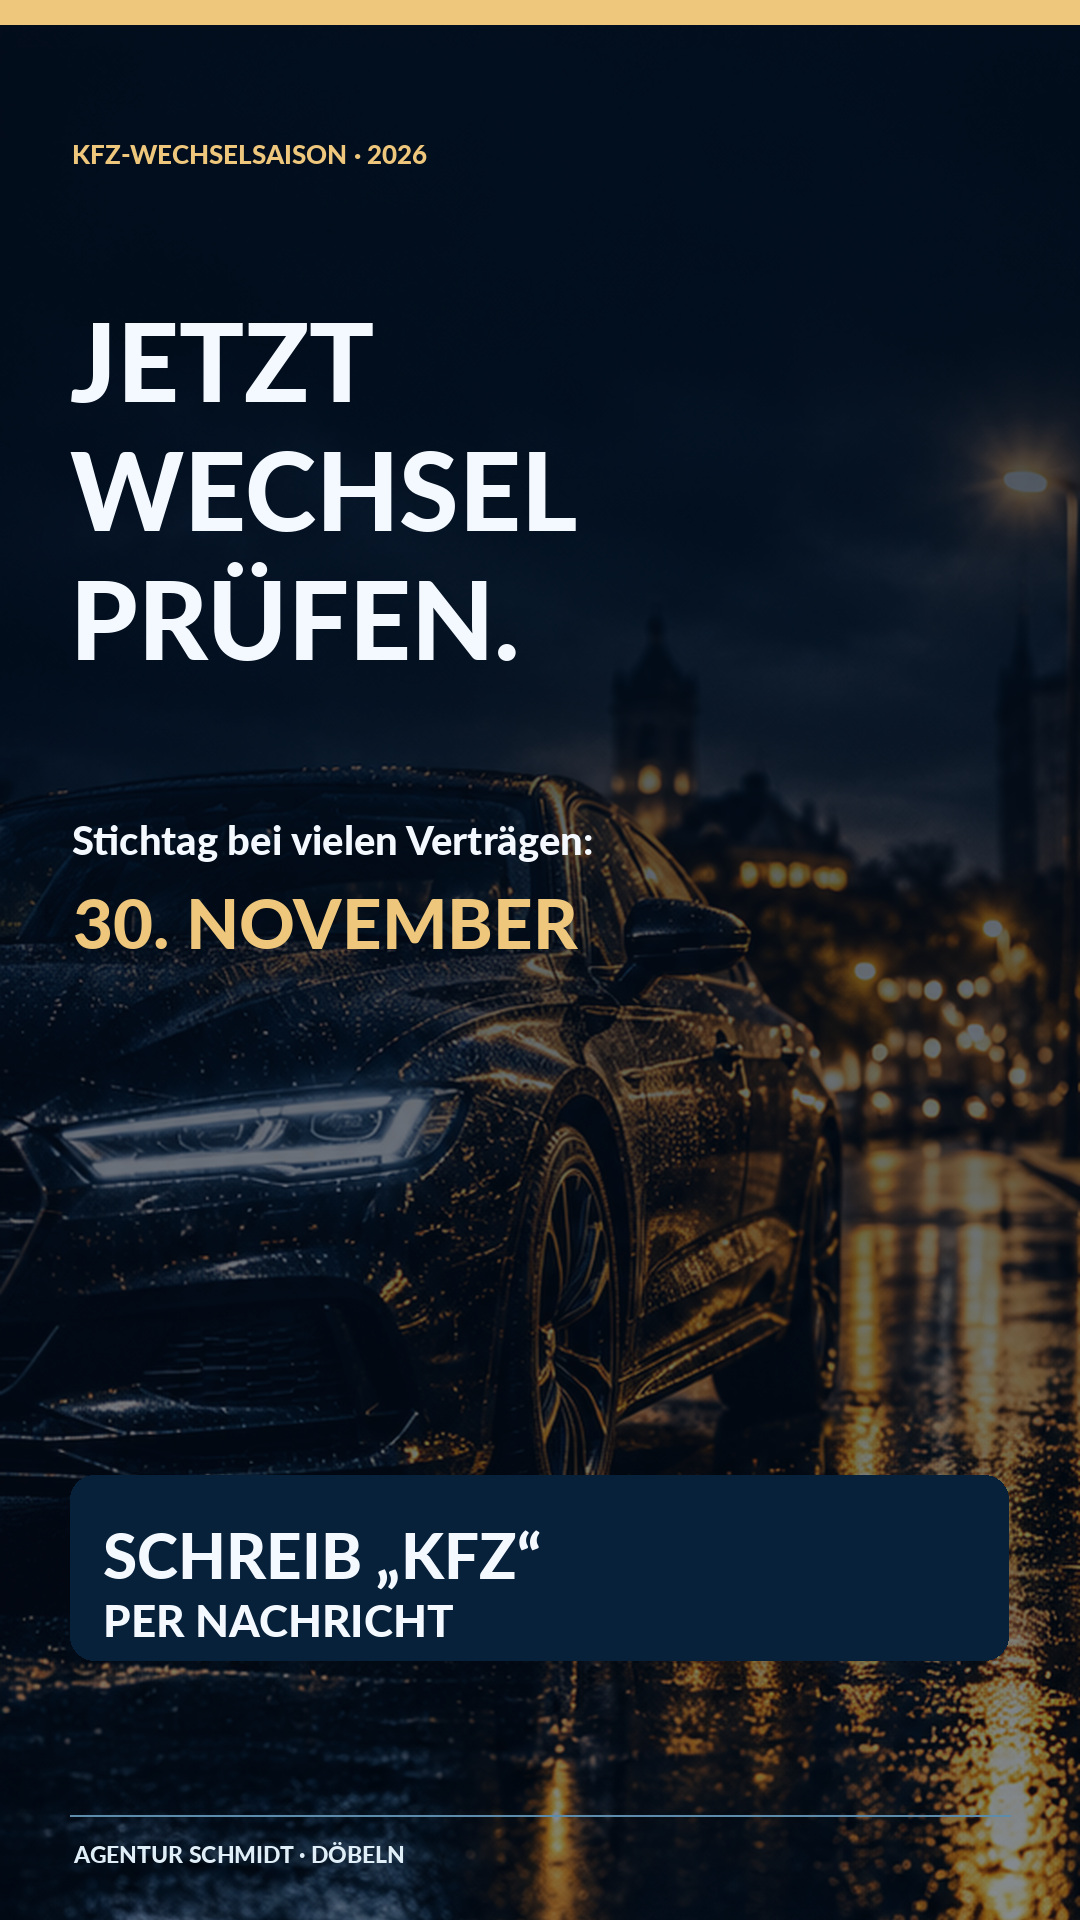 KFZ-WECHSELSAISON · 2026
JETZT
WECHSEL
PRÜFEN.
Stichtag bei vielen Verträgen:
30. NOVEMBER
SCHREIB „KFZ“
PER NACHRICHT
AGENTUR SCHMIDT · DÖBELN